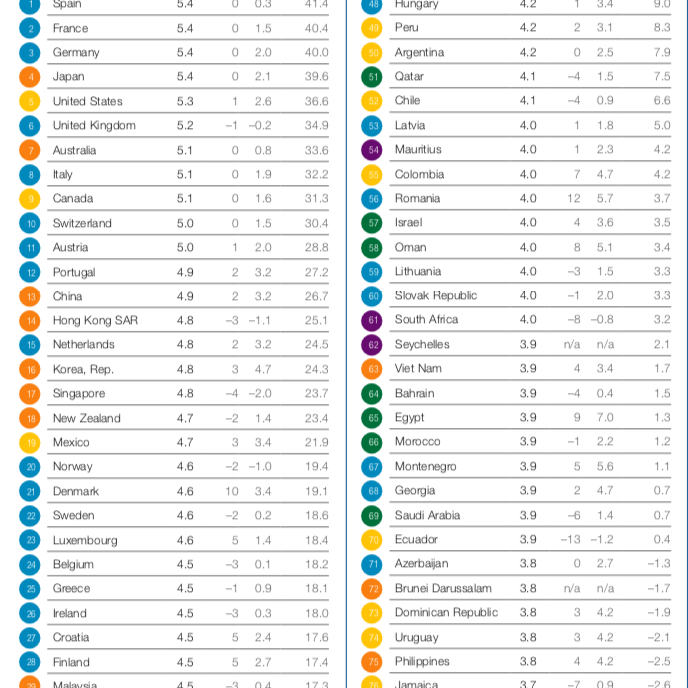 1 Spain 5.4 0 0.3 41.4
2 France 5.4 0 1.5 40.4
3 Germany 5.4 0 2.0 40.0
4 Japan 5.4 0 2.1 39.6
5 United States 5.3 1 2.6 36.6
6 United Kingdom 5.2 –1 –0.2 34.9
7 Australia 5.1 0 0.8 33.6
8 Italy 5.1 0 1.9 32.2
9 Canada 5.1 0 1.6 31.3
10 Switzerland 5.0 0 1.5 30.4
11 Austria 5.0 1 2.0 28.8
12 Portugal 4.9 2 3.2 27.2
13 China 4.9 2 3.2 26.7
14 Hong Kong SAR 4.8 –3 –1.1 25.1
15 Netherlands 4.8 2 3.2 24.5
16 Korea, Rep. 4.8 3 4.7 24.3
17 Singapore 4.8 –4 –2.0 23.7
18 New Zealand 4.7 –2 1.4 23.4
19 Mexico 4.7 3 3.4 21.9
20 Norway 4.6 –2 –1.0 19.4
21 Denmark 4.6 10 3.4 19.1
22 Sweden 4.6 –2 0.2 18.6
23 Luxembourg 4.6 5 1.4 18.4
24 Belgium 4.5 –3 0.1 18.2
25 Greece 4.5 –1 0.9 18.1
26 Ireland 4.5 –3 0.3 18.0
27 Croatia 4.5 5 2.4 17.6
28 Finland 4.5 5 2.7 17.4
29 Malaysia 4.5 –3 0.4 17.3
48 Hungary 4.2 1 3.4 9.0
49 Peru 4.2 2 3.1 8.3
50 Argentina 4.2 0 2.5 7.9
51 Qatar 4.1 –4 1.5 7.5
52 Chile 4.1 –4 0.9 6.6
53 Latvia 4.0 1 1.8 5.0
54 Mauritius 4.0 1 2.3 4.2
55 Colombia 4.0 7 4.7 4.2
56 Romania 4.0 12 5.7 3.7
57 Israel 4.0 4 3.6 3.5
58 Oman 4.0 8 5.1 3.4
59 Lithuania 4.0 –3 1.5 3.3
60 Slovak Republic 4.0 –1 2.0 3.3
61 South Africa 4.0 –8 –0.8 3.2
62 Seychelles 3.9 n/a n/a 2.1
63 Viet Nam 3.9 4 3.4 1.7
64 Bahrain 3.9 –4 0.4 1.5
65 Egypt 3.9 9 7.0 1.3
66 Morocco 3.9 –1 2.2 1.2
67 Montenegro 3.9 5 5.6 1.1
68 Georgia 3.9 2 4.7 0.7
69 Saudi Arabia 3.9 –6 1.4 0.7
70 Ecuador 3.9 –13 –1.2 0.4
71 Azerbaijan 3.8 0 2.7 –1.3
72 Brunei Darussalam 3.8 n/a n/a –1.7
73 Dominican Republic 3.8 3 4.2 –1.9
74 Uruguay 3.8 3 4.2 –2.1
75 Philippines 3.8 4 4.2 –2.5
76 Jamaica 3.7 –7 0.9 –2.6